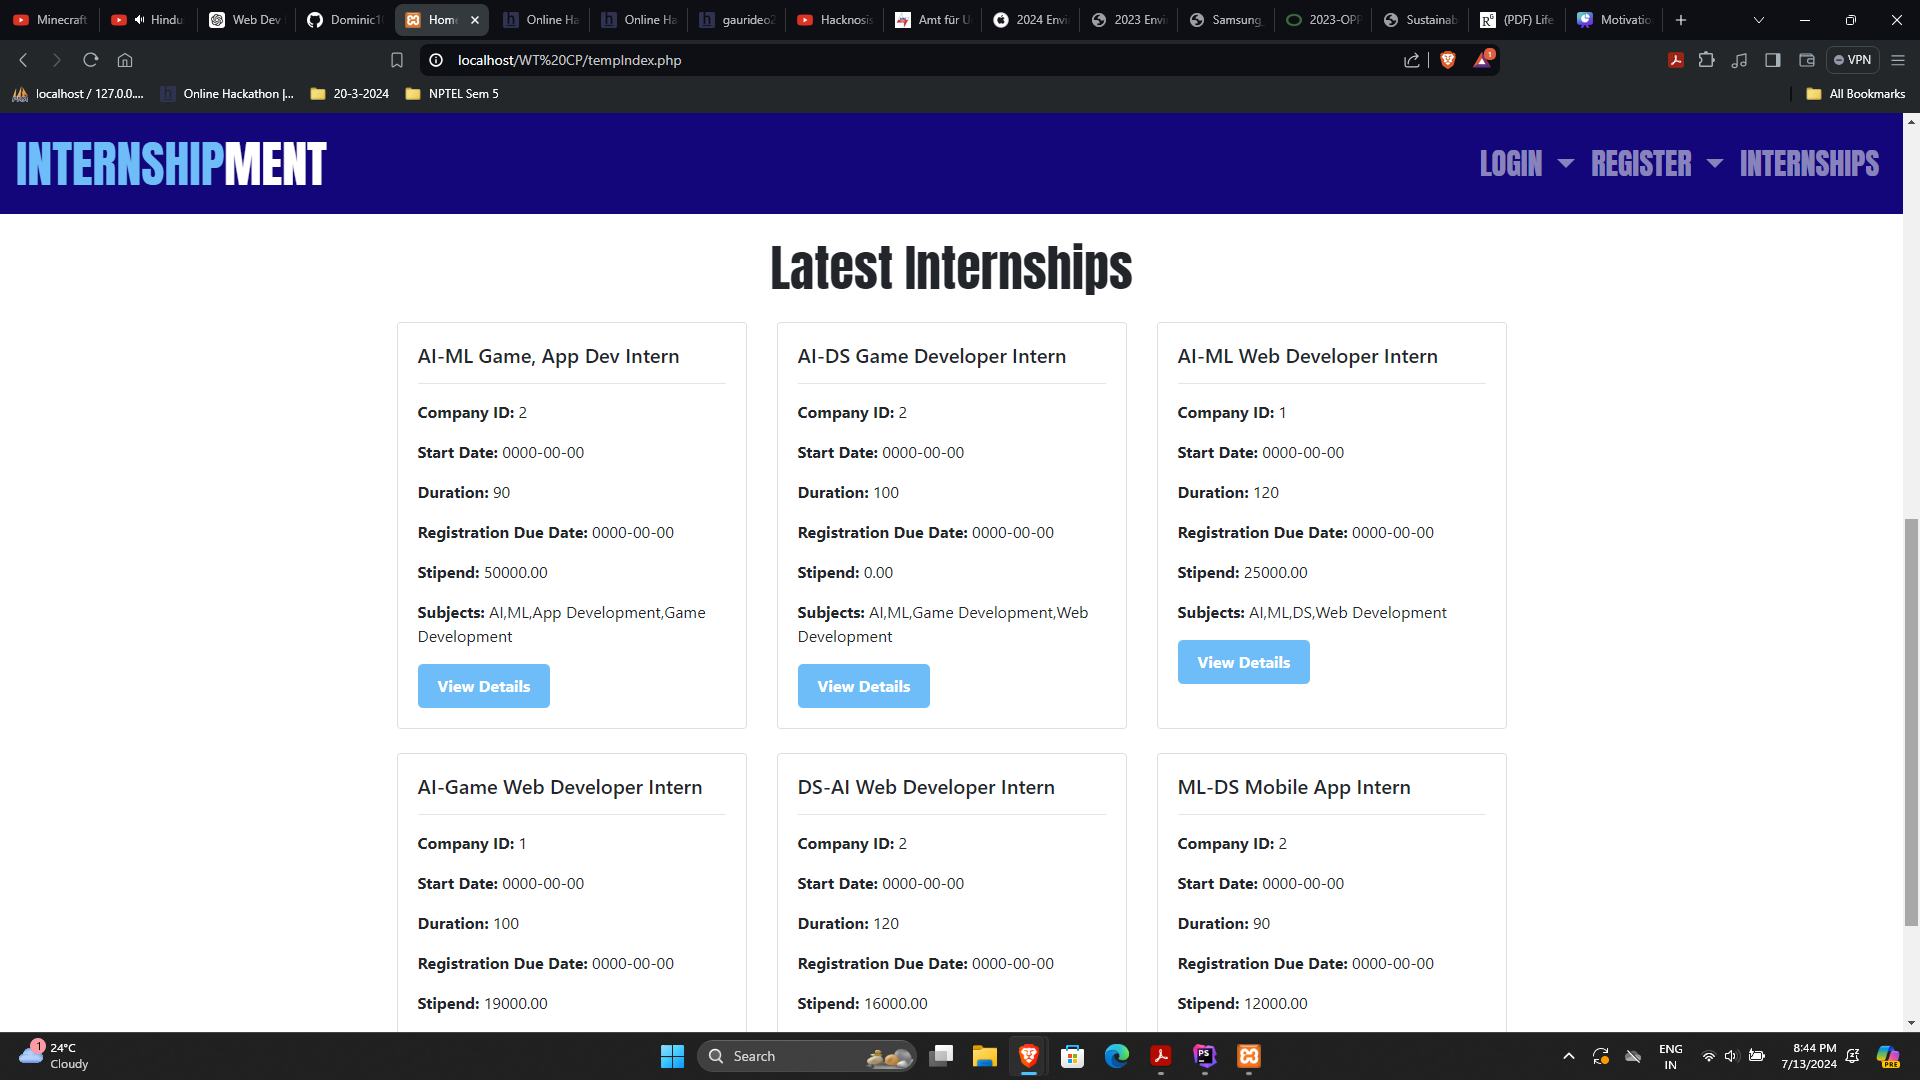 Minecraft
Hindu
Web Dev
Dominic10
Home
Online Ha
Online Ha
gaurideo2
Hacknosis
Amt für U
2024 Envi
2023 Envi
Samsung_
2023-OPP
Sustainab
(PDF) Life
Motivatio
localhost/WT%20CP/tempIndex.php
1
VPN
localhost / 127.0.0....
Online Hackathon |...
20-3-2024
NPTEL Sem 5
All Bookmarks
INTERNSHIPMENT
LOGIN
REGISTER
INTERNSHIPS
Latest Internships
AI-ML Game, App Dev Intern
Company ID: 2
Start Date: 0000-00-00
Duration: 90
Registration Due Date: 0000-00-00
Stipend: 50000.00
Subjects: AI,ML,App Development,Game
Development
View Details
AI-DS Game Developer Intern
Company ID: 2
Start Date: 0000-00-00
Duration: 100
Registration Due Date: 0000-00-00
Stipend: 0.00
Subjects: AI,ML,Game Development,Web
Development
View Details
AI-ML Web Developer Intern
Company ID: 1
Start Date: 0000-00-00
Duration: 120
Registration Due Date: 0000-00-00
Stipend: 25000.00
Subjects: AI,ML,DS,Web Development
View Details
AI-Game Web Developer Intern
Company ID: 1
Start Date: 0000-00-00
Duration: 100
Registration Due Date: 0000-00-00
Stipend: 19000.00
DS-AI Web Developer Intern
Company ID: 2
Start Date: 0000-00-00
Duration: 120
Registration Due Date: 0000-00-00
Stipend: 16000.00
ML-DS Mobile App Intern
Company ID: 2
Start Date: 0000-00-00
Duration: 90
Registration Due Date: 0000-00-00
Stipend: 12000.00
1
24°C
Cloudy
Search
PS
ENG
IN
8:44 PM
7/13/2024
PRE